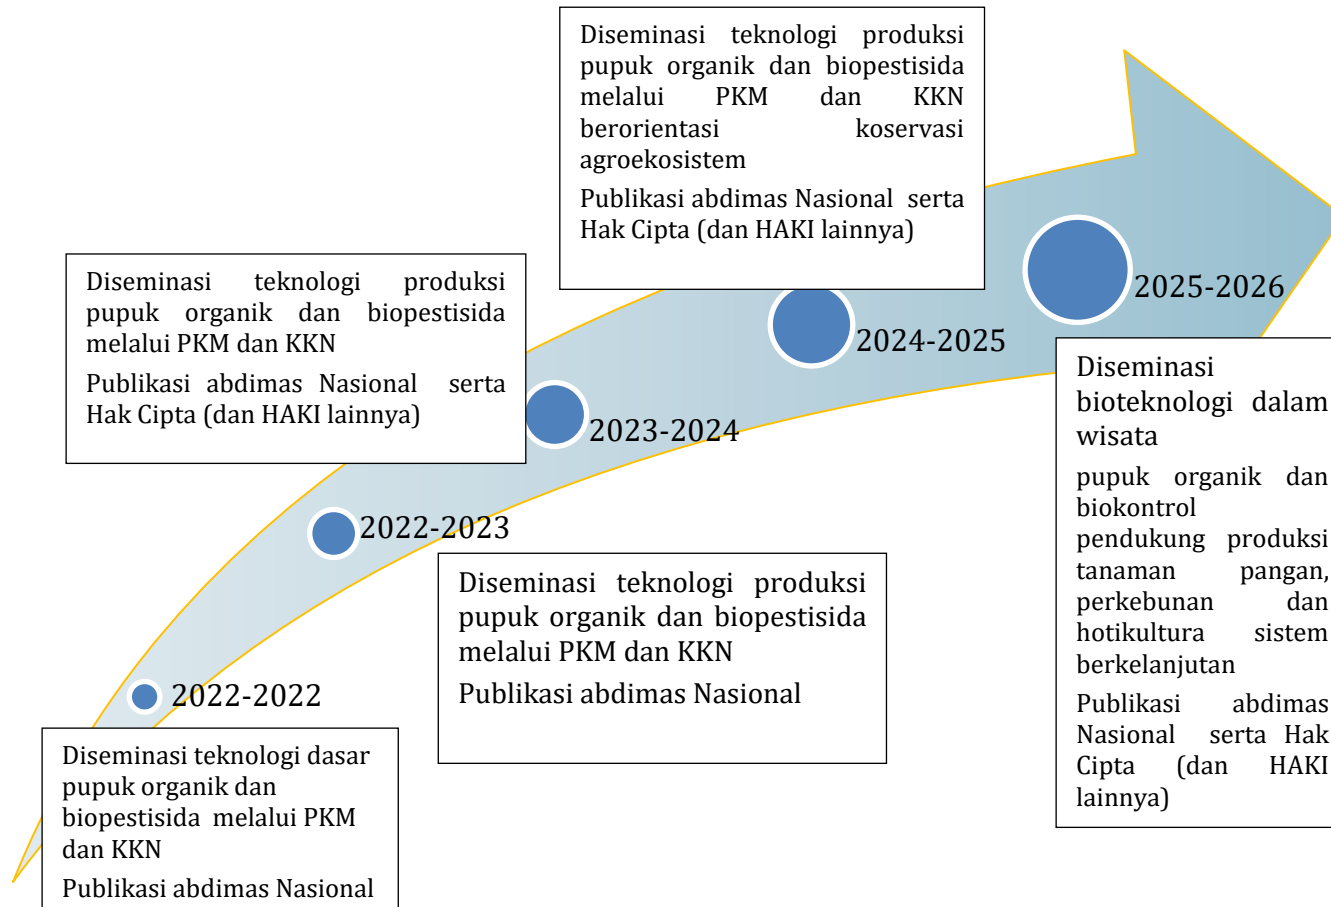 Diseminasi teknologi produksi
pupuk organik dan biopestisida
melalui PKM dan KKN
berorientasi koservasi
agroekosistem
Publikasi abdimas Nasional serta
Hak Cipta (dan HAKI lainnya)
Diseminasi teknologi produksi
pupuk organik dan biopestisida
melalui PKM dan KKN
Publikasi abdimas Nasional serta
Hak Cipta (dan HAKI lainnya)
2025-2026
2024-2025
2023-2024
2022-2023
2022-2022
Diseminasi
bioteknologi dalam
wisata
pupuk organik dan
biokontrol
pendukung produksi
tanaman pangan,
perkebunan dan
hotikultura sistem
berkelanjutan
Publikasi abdimas
Nasional serta Hak
Cipta (dan HAKI
lainnya)
Diseminasi teknologi produksi
pupuk organik dan biopestisida
melalui PKM dan KKN
Publikasi abdimas Nasional
Diseminasi teknologi dasar
pupuk organik dan
biopestisida melalui PKM
dan KKN
Publikasi abdimas Nasional